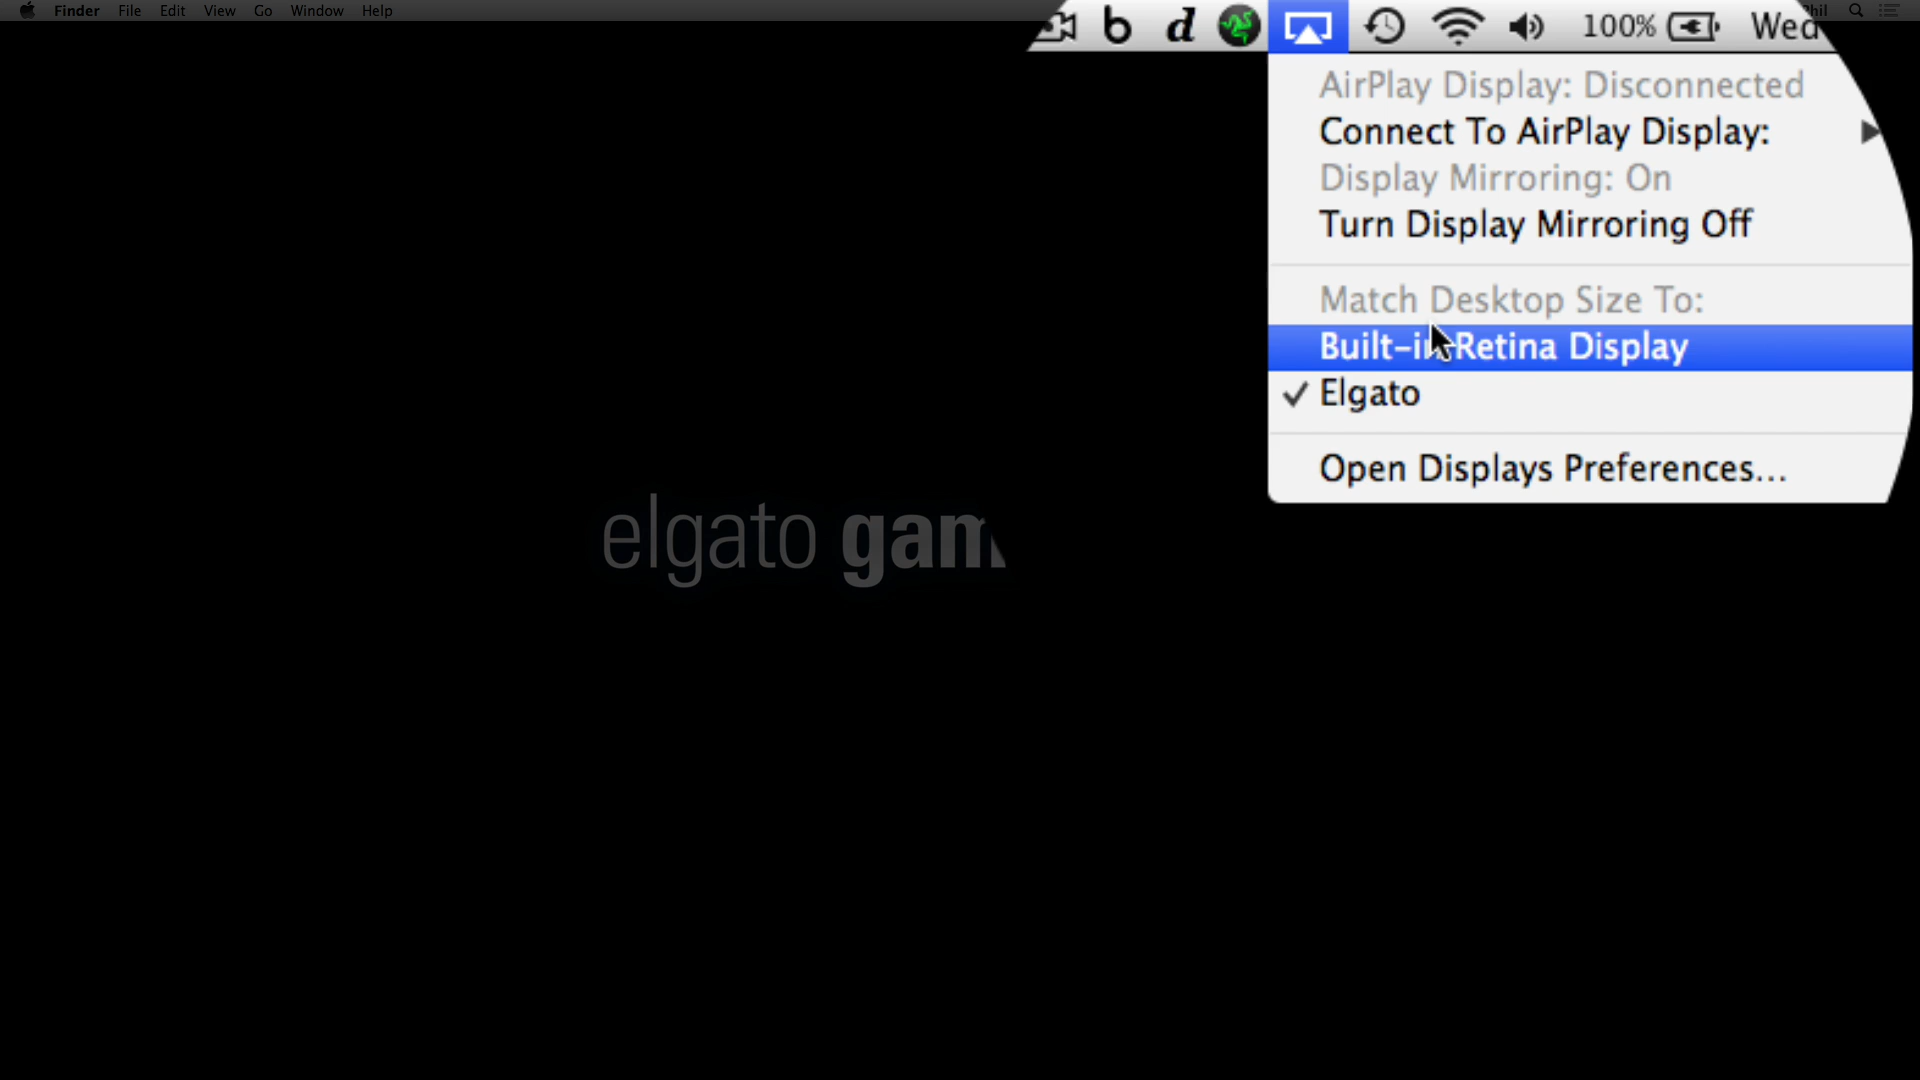 Finder File Edit View Go Window Help
b d 100% Wed
AirPlay Display: Disconnected
Connect To AirPlay Display:
Display Mirroring: On
Turn Display Mirroring Off
Match Desktop Size To:
Built-in Retina Display
Elgato
Open Displays Preferences...
elgato gam